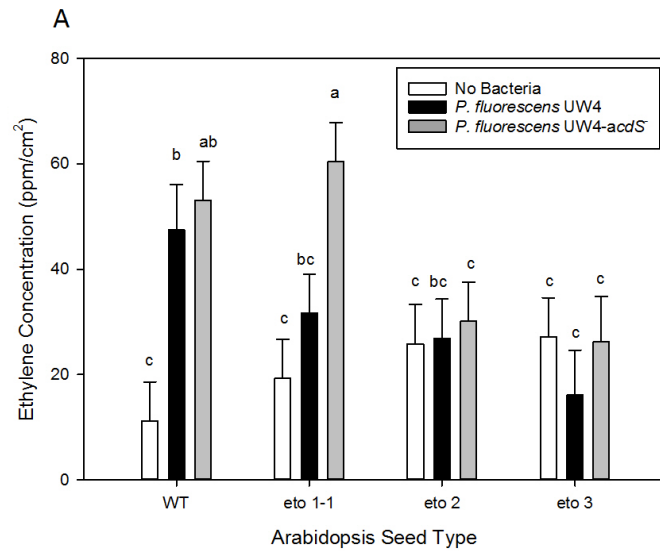 A
80
60
40
20
0
Ethylene Concentration (ppm/cm²)
No Bacteria
P. fluorescens UW4
P. fluorescens UW4-acdS⁻
c
b
ab
c
bc
a
c
bc
c
c
c
c
WT
eto 1-1
eto 2
eto 3
Arabidopsis Seed Type